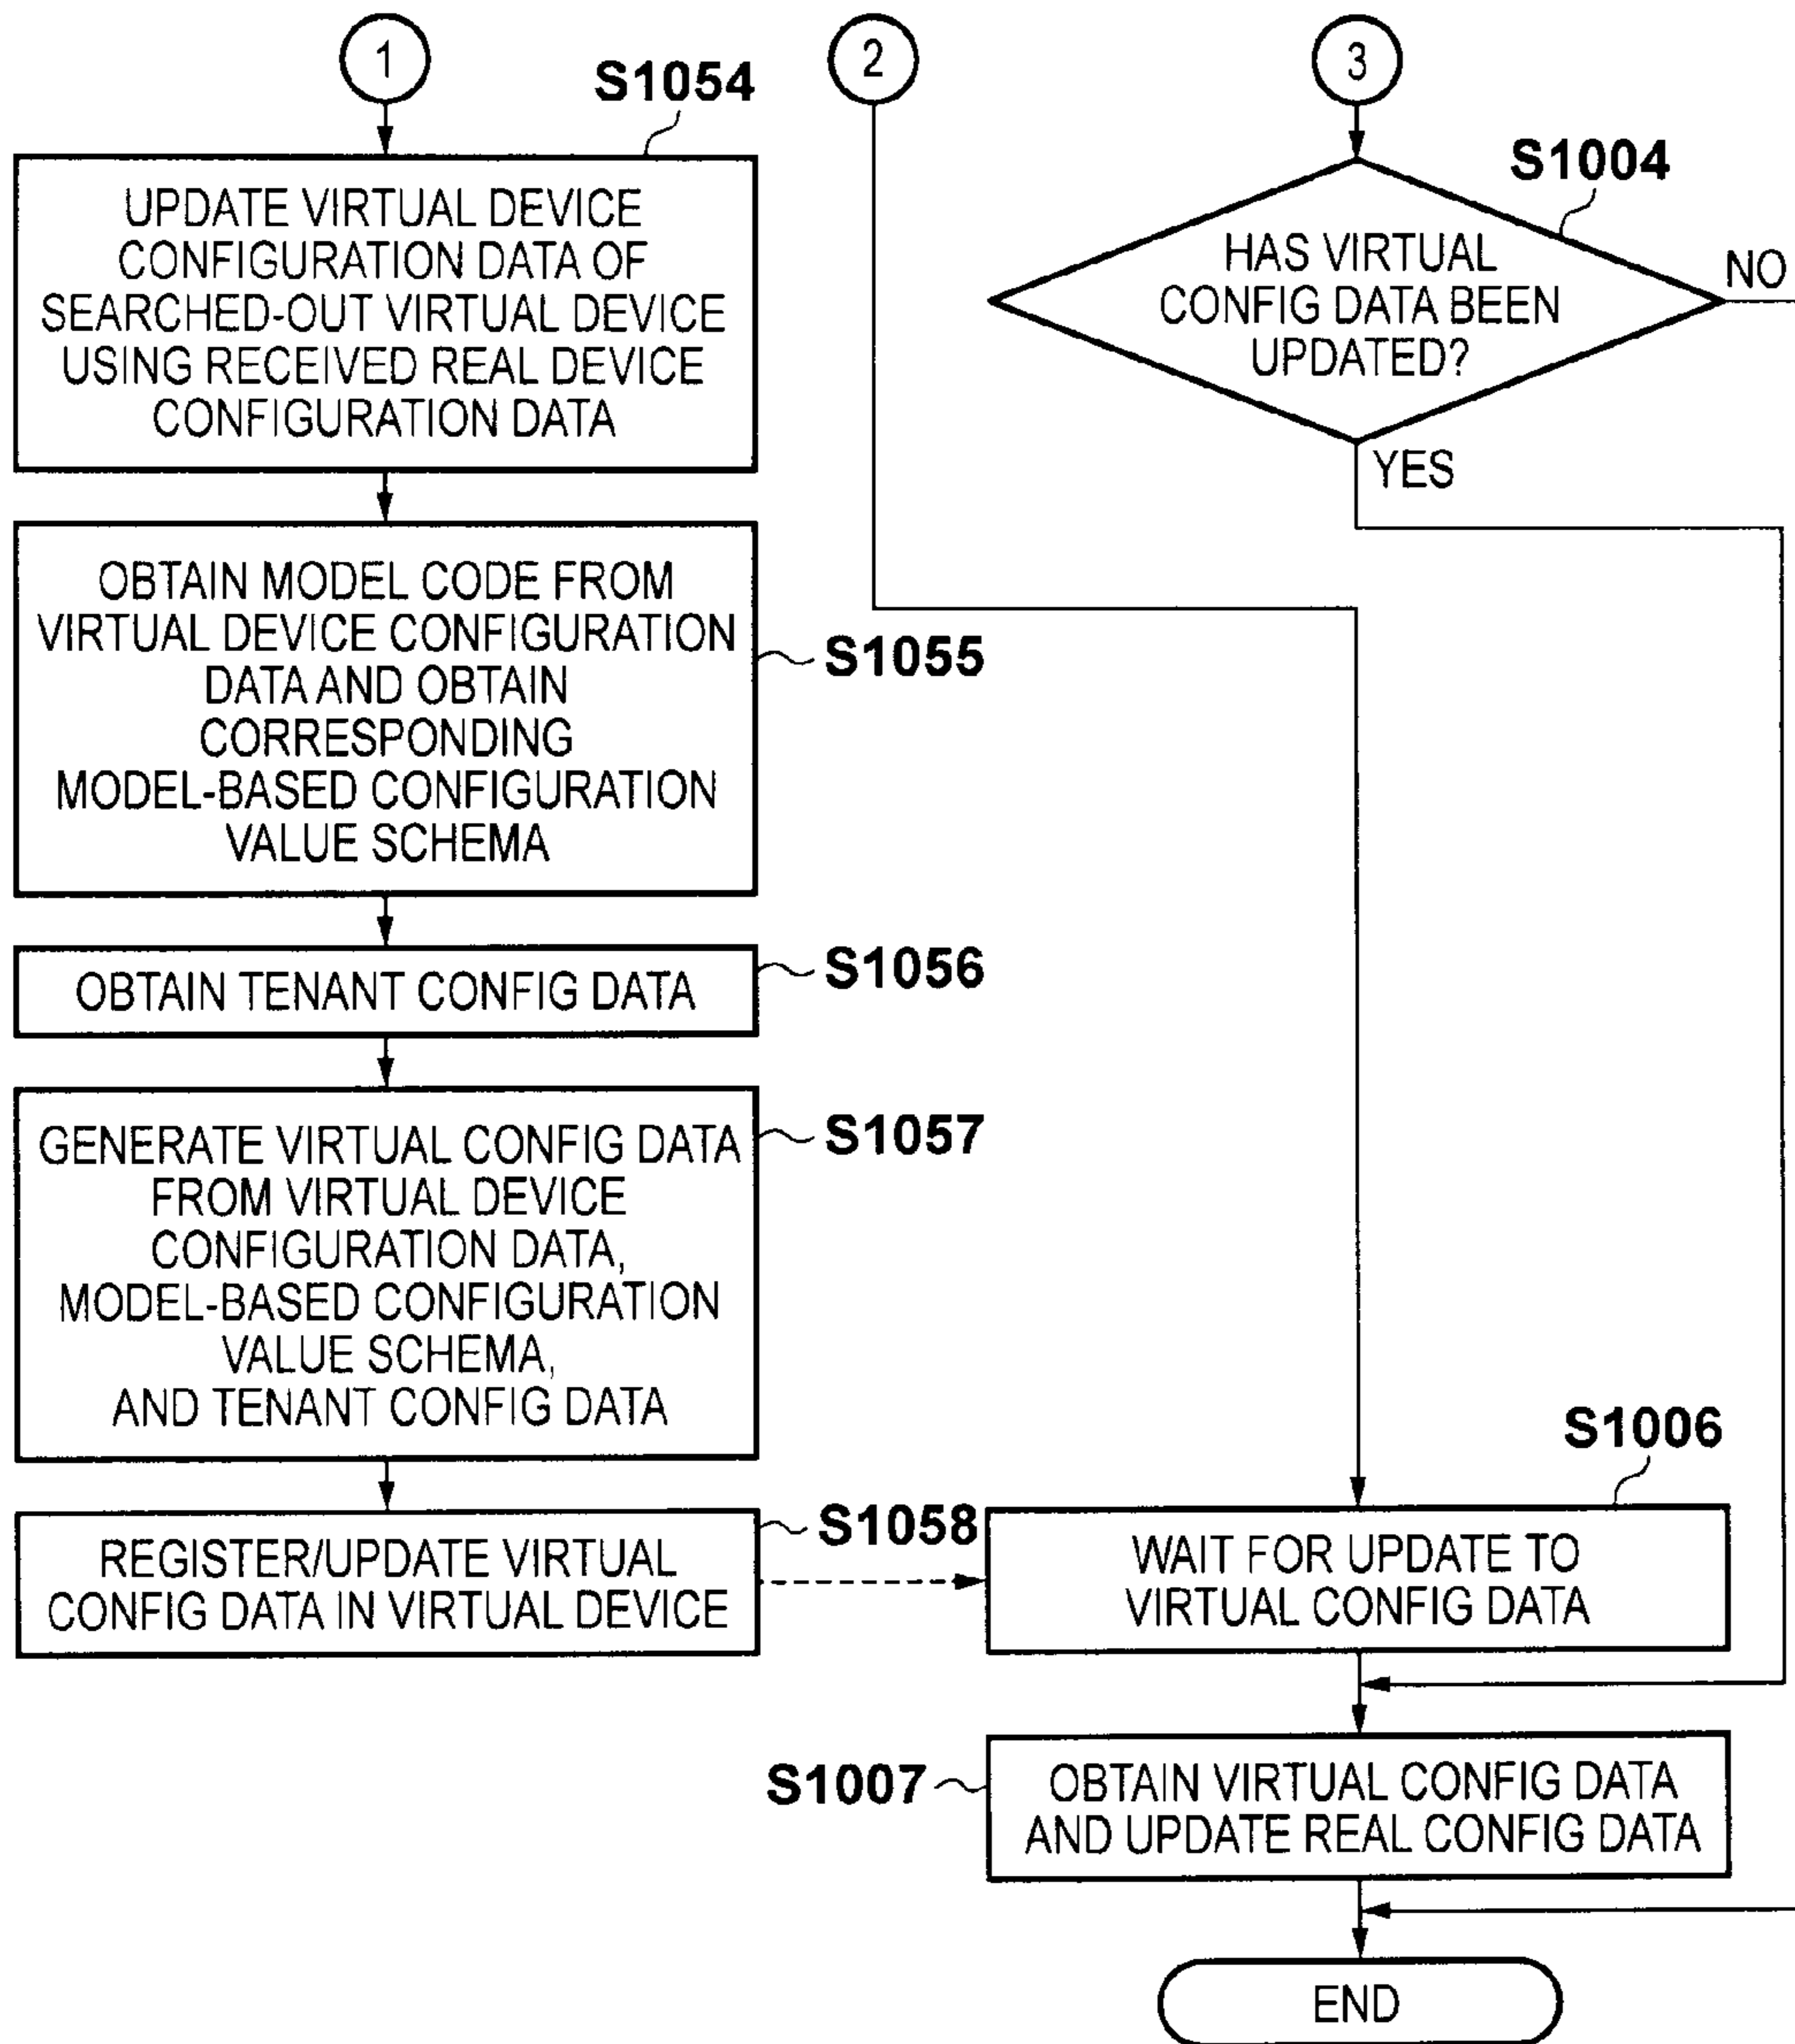 1
S1054
UPDATE VIRTUAL DEVICE
CONFIGURATION DATA OF
SEARCHED-OUT VIRTUAL DEVICE
USING RECEIVED REAL DEVICE
CONFIGURATION DATA
OBTAIN MODEL CODE FROM
VIRTUAL DEVICE CONFIGURATION
DATA AND OBTAIN
CORRESPONDING
MODEL-BASED CONFIGURATION
VALUE SCHEMA
S1055
OBTAIN TENANT CONFIG DATA
S1056
GENERATE VIRTUAL CONFIG DATA
FROM VIRTUAL DEVICE
CONFIGURATION DATA,
MODEL-BASED CONFIGURATION
VALUE SCHEMA,
AND TENANT CONFIG DATA
S1057
REGISTER/UPDATE VIRTUAL
CONFIG DATA IN VIRTUAL DEVICE
S1058
2
3
S1004
HAS VIRTUAL
CONFIG DATA BEEN
UPDATED?
NO
YES
S1006
WAIT FOR UPDATE TO
VIRTUAL CONFIG DATA
S1007
OBTAIN VIRTUAL CONFIG DATA
AND UPDATE REAL CONFIG DATA
END